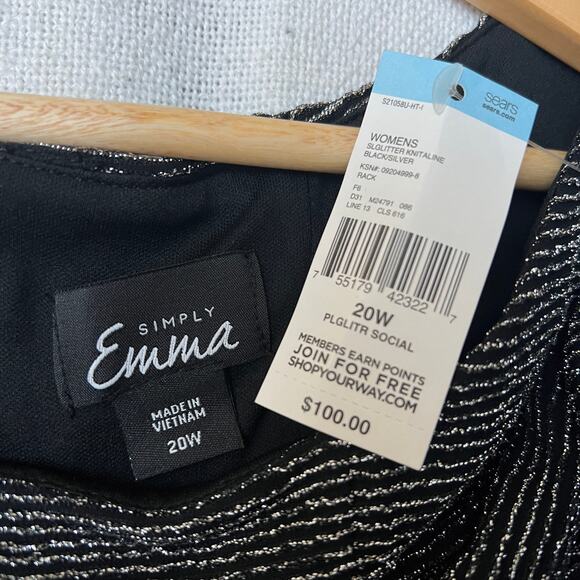 S21058U-HT-1
sears
sears.com
WOMENS
SLGLITTER KNITALINE
BLACK/SILVER
KSN#: 09204999-8
RACK
F6
D31 M24791 086
LINE 13 CLS 616
7 55179 42322 7
20W
PLGLITR SOCIAL
MEMBERS EARN POINTS
JOIN FOR FREE
SHOPYOURWAY.COM
$100.00
SIMPLY
Emma
MADE IN
VIETNAM
20W